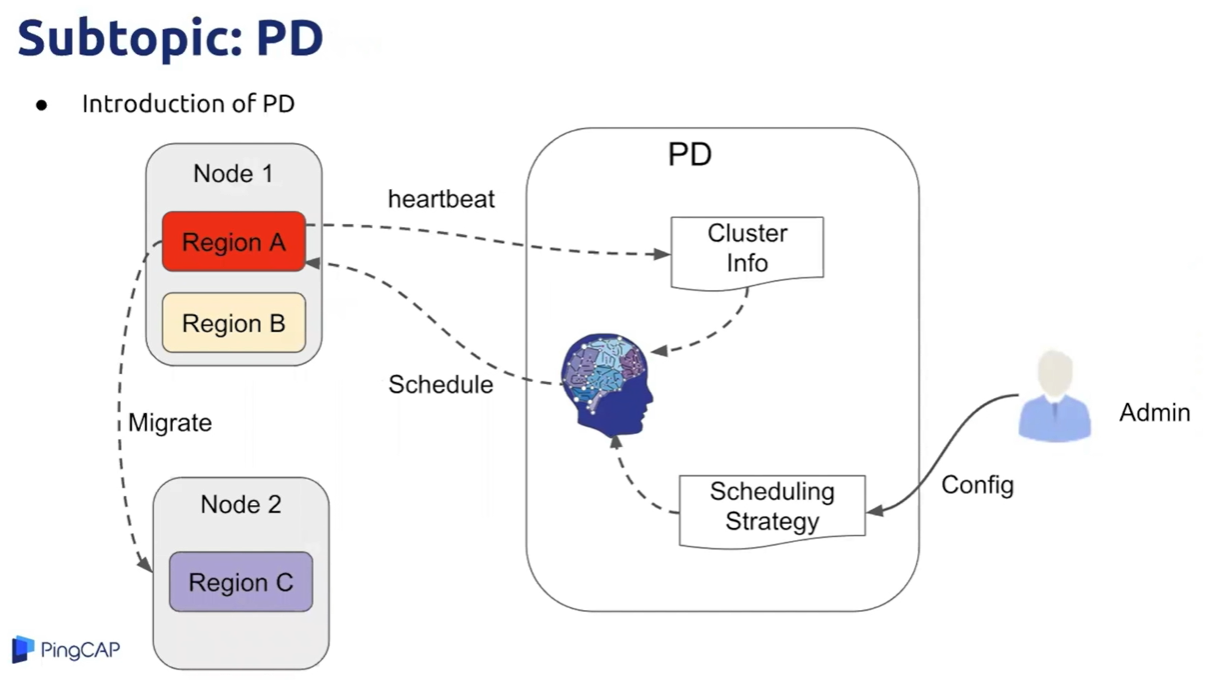 Subtopic: PD
● Introduction of PD
Node 1
Region A
Region B
heartbeat
Schedule
Migrate
Node 2
Region C
PD
Cluster
Info
Scheduling
Strategy
Config
Admin
PingCAP